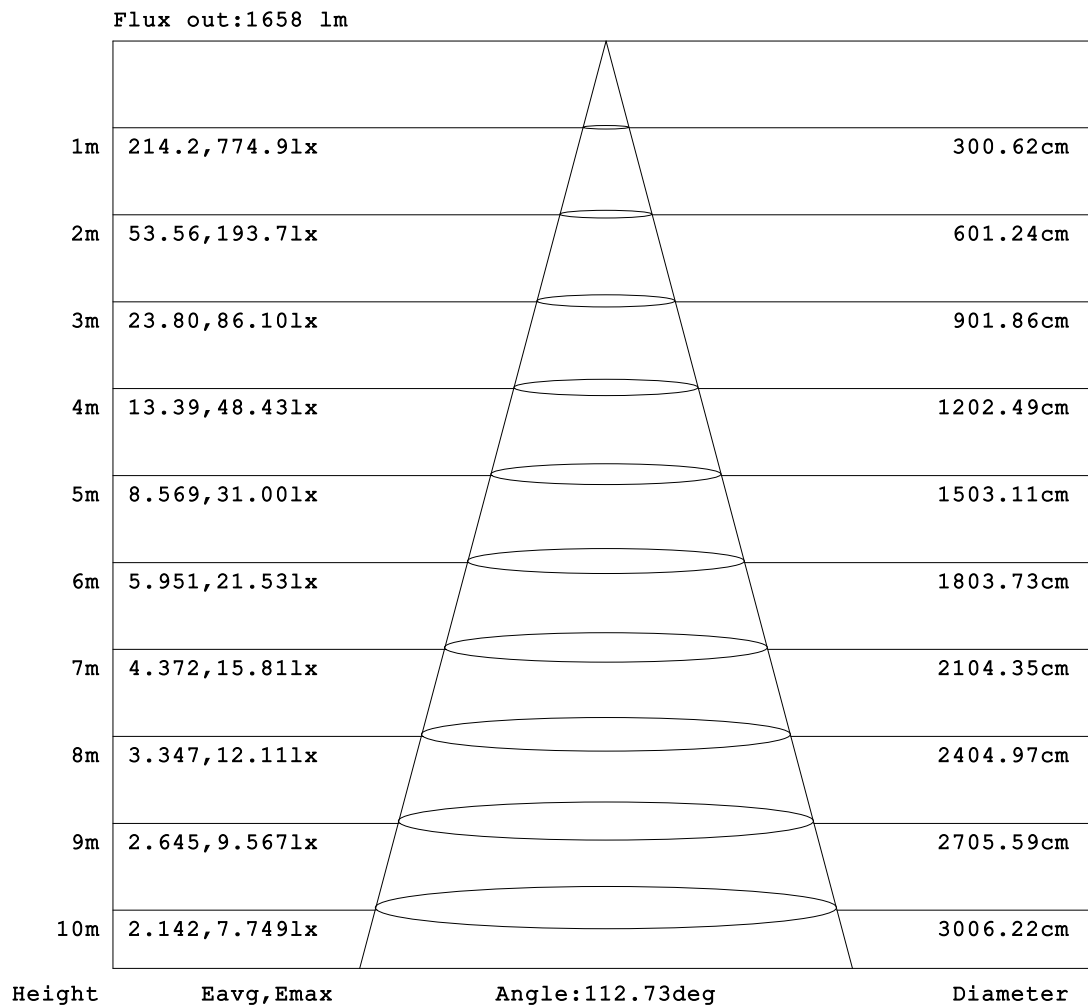 Flux out:1658 lm
1m 214.2,774.9lx 300.62cm
2m 53.56,193.7lx 601.24cm
3m 23.80,86.10lx 901.86cm
4m 13.39,48.43lx 1202.49cm
5m 8.569,31.00lx 1503.11cm
6m 5.951,21.53lx 1803.73cm
7m 4.372,15.81lx 2104.35cm
8m 3.347,12.11lx 2404.97cm
9m 2.645,9.567lx 2705.59cm
10m 2.142,7.749lx 3006.22cm
Height Eavg,Emax Angle:112.73deg Diameter